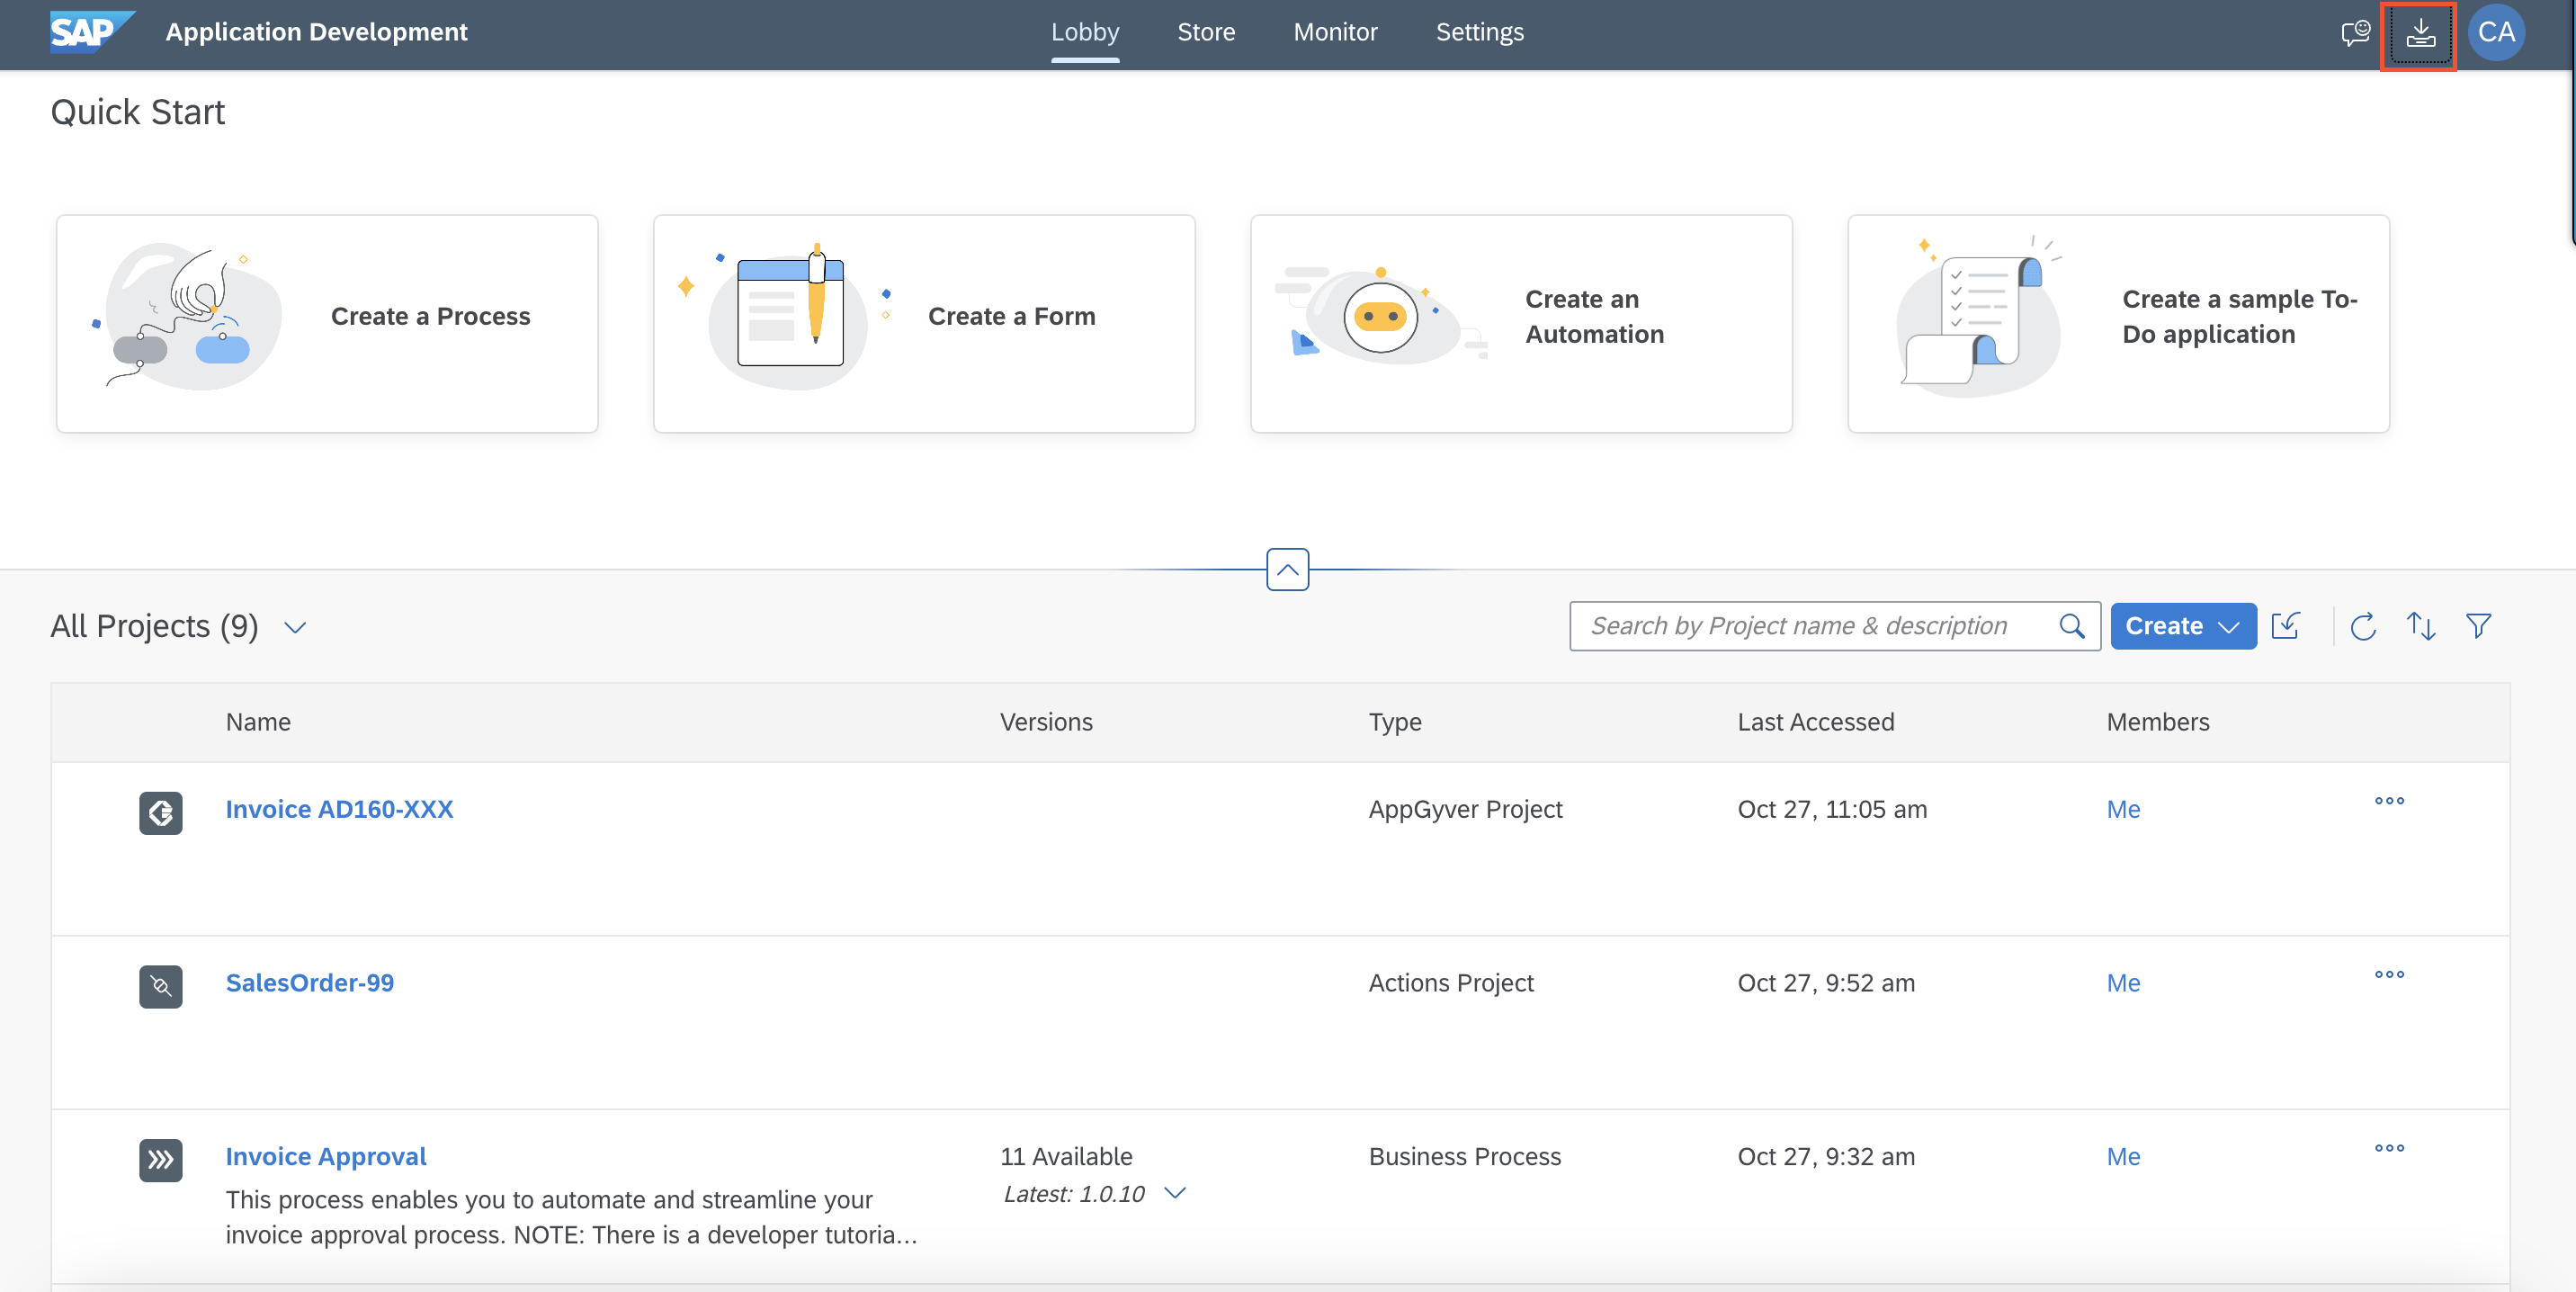 SAP Application Development Lobby Store Monitor Settings CA
Quick Start
Create a Process
Create a Form
Create an
Automation
Create a sample To-
Do application
All Projects (9) Search by Project name & description Create
Name Versions Type Last Accessed Members
Invoice AD160-XXX AppGyver Project Oct 27, 11:05 am Me
SalesOrder-99 Actions Project Oct 27, 9:52 am Me
Invoice Approval 11 Available Business Process Oct 27, 9:32 am Me
Latest: 1.0.10
This process enables you to automate and streamline your
invoice approval process. NOTE: There is a developer tutoria...